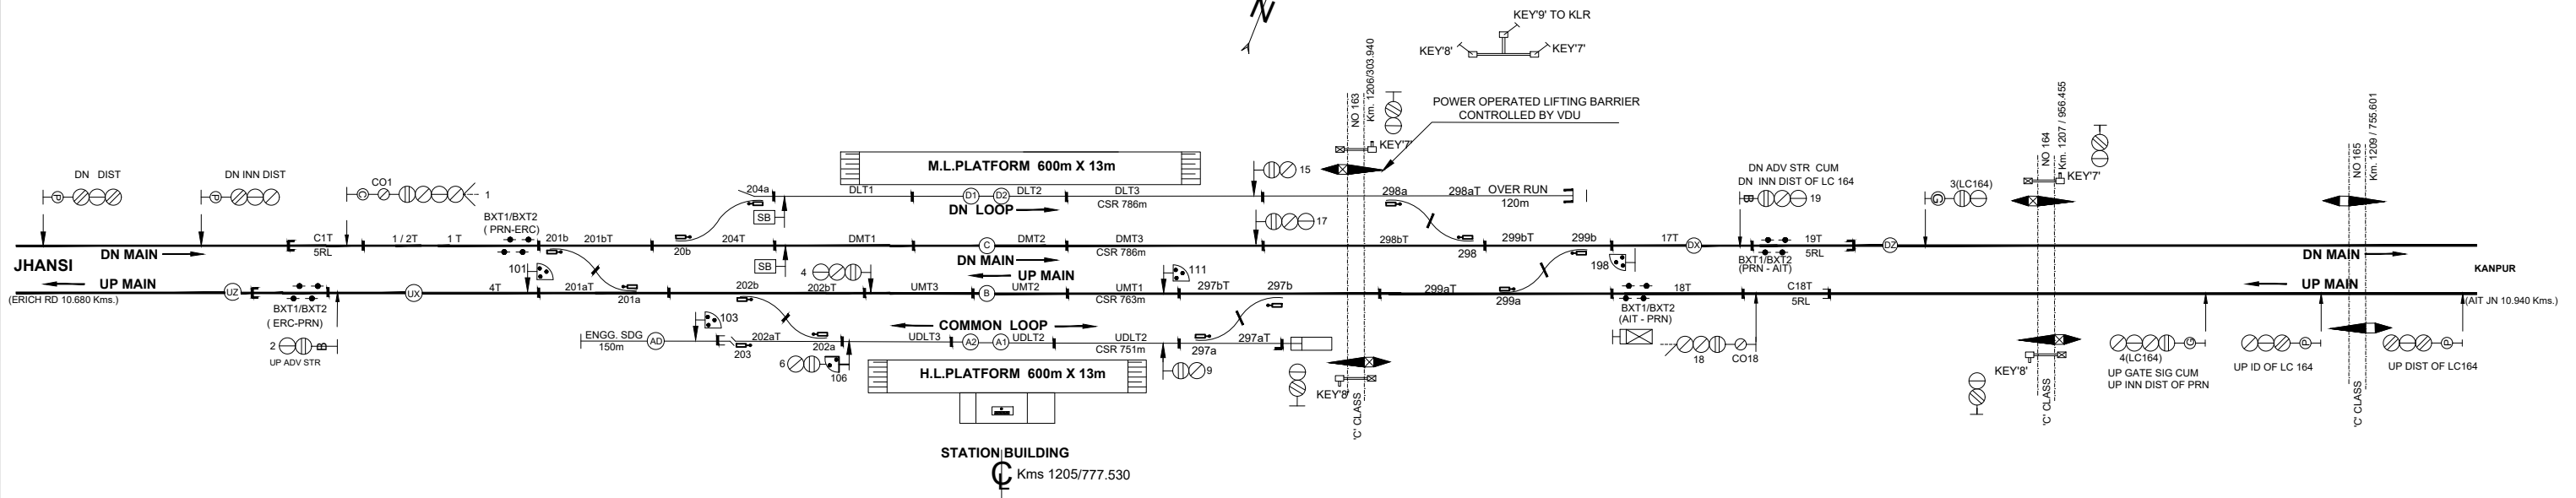 N
KEY'9' TO KLR
KEY'8'
KEY'7'
NO 163
Km. 1206/303.940
POWER OPERATED LIFTING BARRIER
CONTROLLED BY VDU
KEY'7'
NO 164
Km. 1207 / 956.455
KEY'7'
NO 165
Km. 1209 / 755.601
DN DIST
P
DN INN DIST
P
CO1
C
1
M.L.PLATFORM 600m X 13m
15
DN ADV STR CUM
DN INN DIST OF LC 164
B
19
3(LC164)
G
204a
DLT1
D1
D2
DLT2
DLT3
CSR 786m
298a
298aT
OVER RUN
120m
SB
DN LOOP
17
BXT1/BXT2
( PRN-ERC)
C1T
5RL
1 / 2T
1 T
201b
201bT
20b
204T
DMT1
C
DMT2
DMT3
CSR 786m
298bT
298
299bT
299b
17T
DX
19T
5RL
DZ
JHANSI
DN MAIN
SB
DN MAIN
UP MAIN
BXT1/BXT2
(PRN - AIT)
DN MAIN
KANPUR
101
4
111
198
UP MAIN
(ERICH RD 10.680 Kms.)
UZ
UX
4T
201aT
201a
202b
202bT
UMT3
B
UMT2
UMT1
CSR 763m
297bT
297b
299aT
299a
18T
C18T
5RL
UP MAIN
(AIT JN 10.940 Kms.)
BXT1/BXT2
( ERC-PRN)
103
COMMON LOOP
BXT1/BXT2
(AIT - PRN)
ENGG. SDG
150m
AD
203
202aT
202a
UDLT3
A2
A1
UDLT2
UDLT2
CSR 751m
297a
297aT
2
B
UP ADV STR
6
106
H.L.PLATFORM 600m X 13m
9
KEY'8'
18
CO18
KEY'8'
4(LC164)
G
UP GATE SIG CUM
UP INN DIST OF PRN
P
UP ID OF LC 164
P
UP DIST OF LC164
'C' CLASS
'C' CLASS
'C' CLASS
STATION BUILDING
CL Kms 1205/777.530